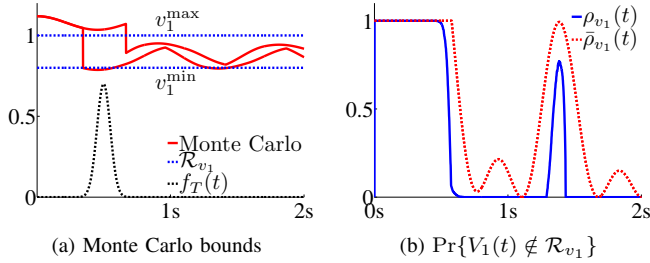 v_1^max
1
v_1^min
0.5
Monte Carlo
R_{v_1}
f_T(t)
0
1s
2s
(a) Monte Carlo bounds
ρ_{v_1}(t)
ρ̄_{v_1}(t)
1
0.5
0
0s
1s
2s
(b) Pr{V_1(t) ∉ R_{v_1}}